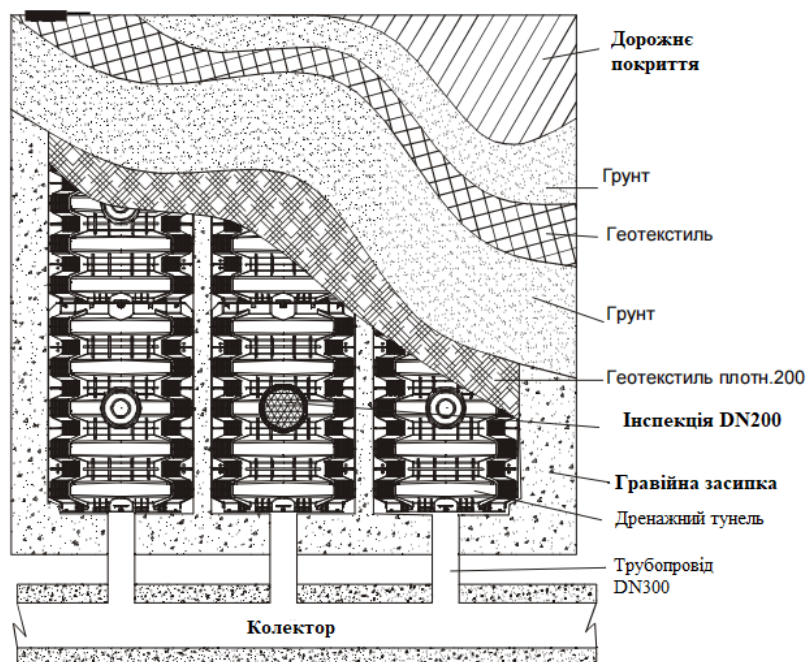 Дорожнє
покриття
Грунт
Геотекстиль
Грунт
Геотекстиль плотн.200
Інспекція DN200
Гравійна засипка
Дренажний тунель
Трубопровід
DN300
Колектор